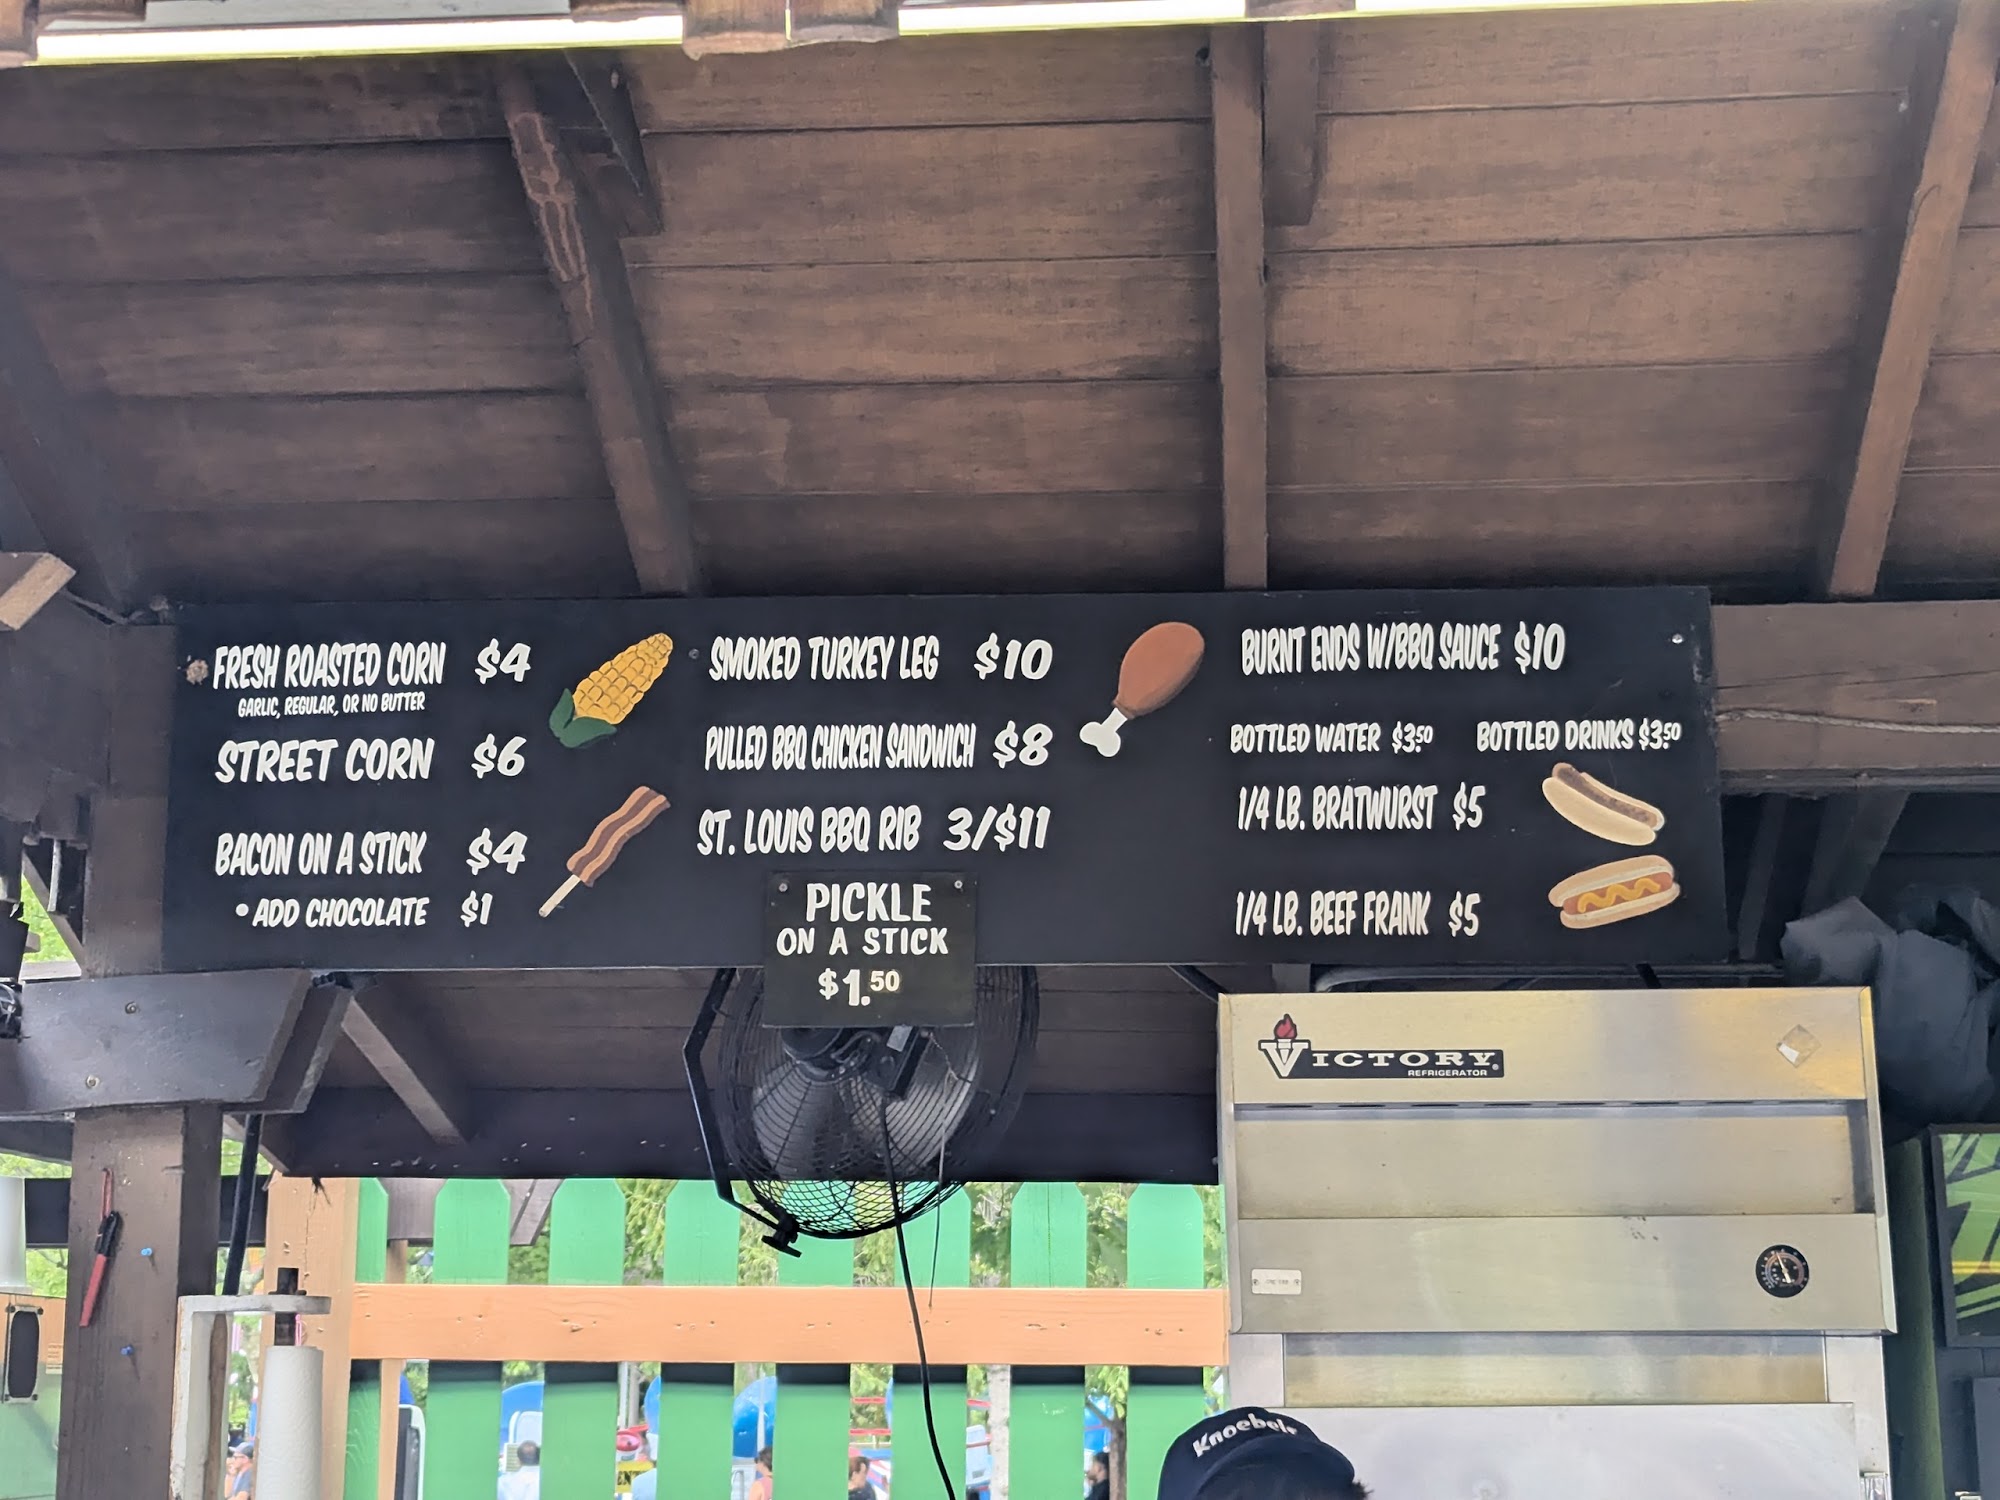 FRESH ROASTED CORN $4
GARLIC, REGULAR, OR NO BUTTER
STREET CORN $6
BACON ON A STICK $4
• ADD CHOCOLATE $1
SMOKED TURKEY LEG $10
PULLED BBQ CHICKEN SANDWICH $8
ST. LOUIS BBQ RIB 3/$11
PICKLE
ON A STICK
$1.50
BURNT ENDS W/BBQ SAUCE $10
BOTTLED WATER $3.50 BOTTLED DRINKS $3.50
1/4 LB. BRATWURST $5
1/4 LB. BEEF FRANK $5
VICTORY
REFRIGERATOR
Knoebels